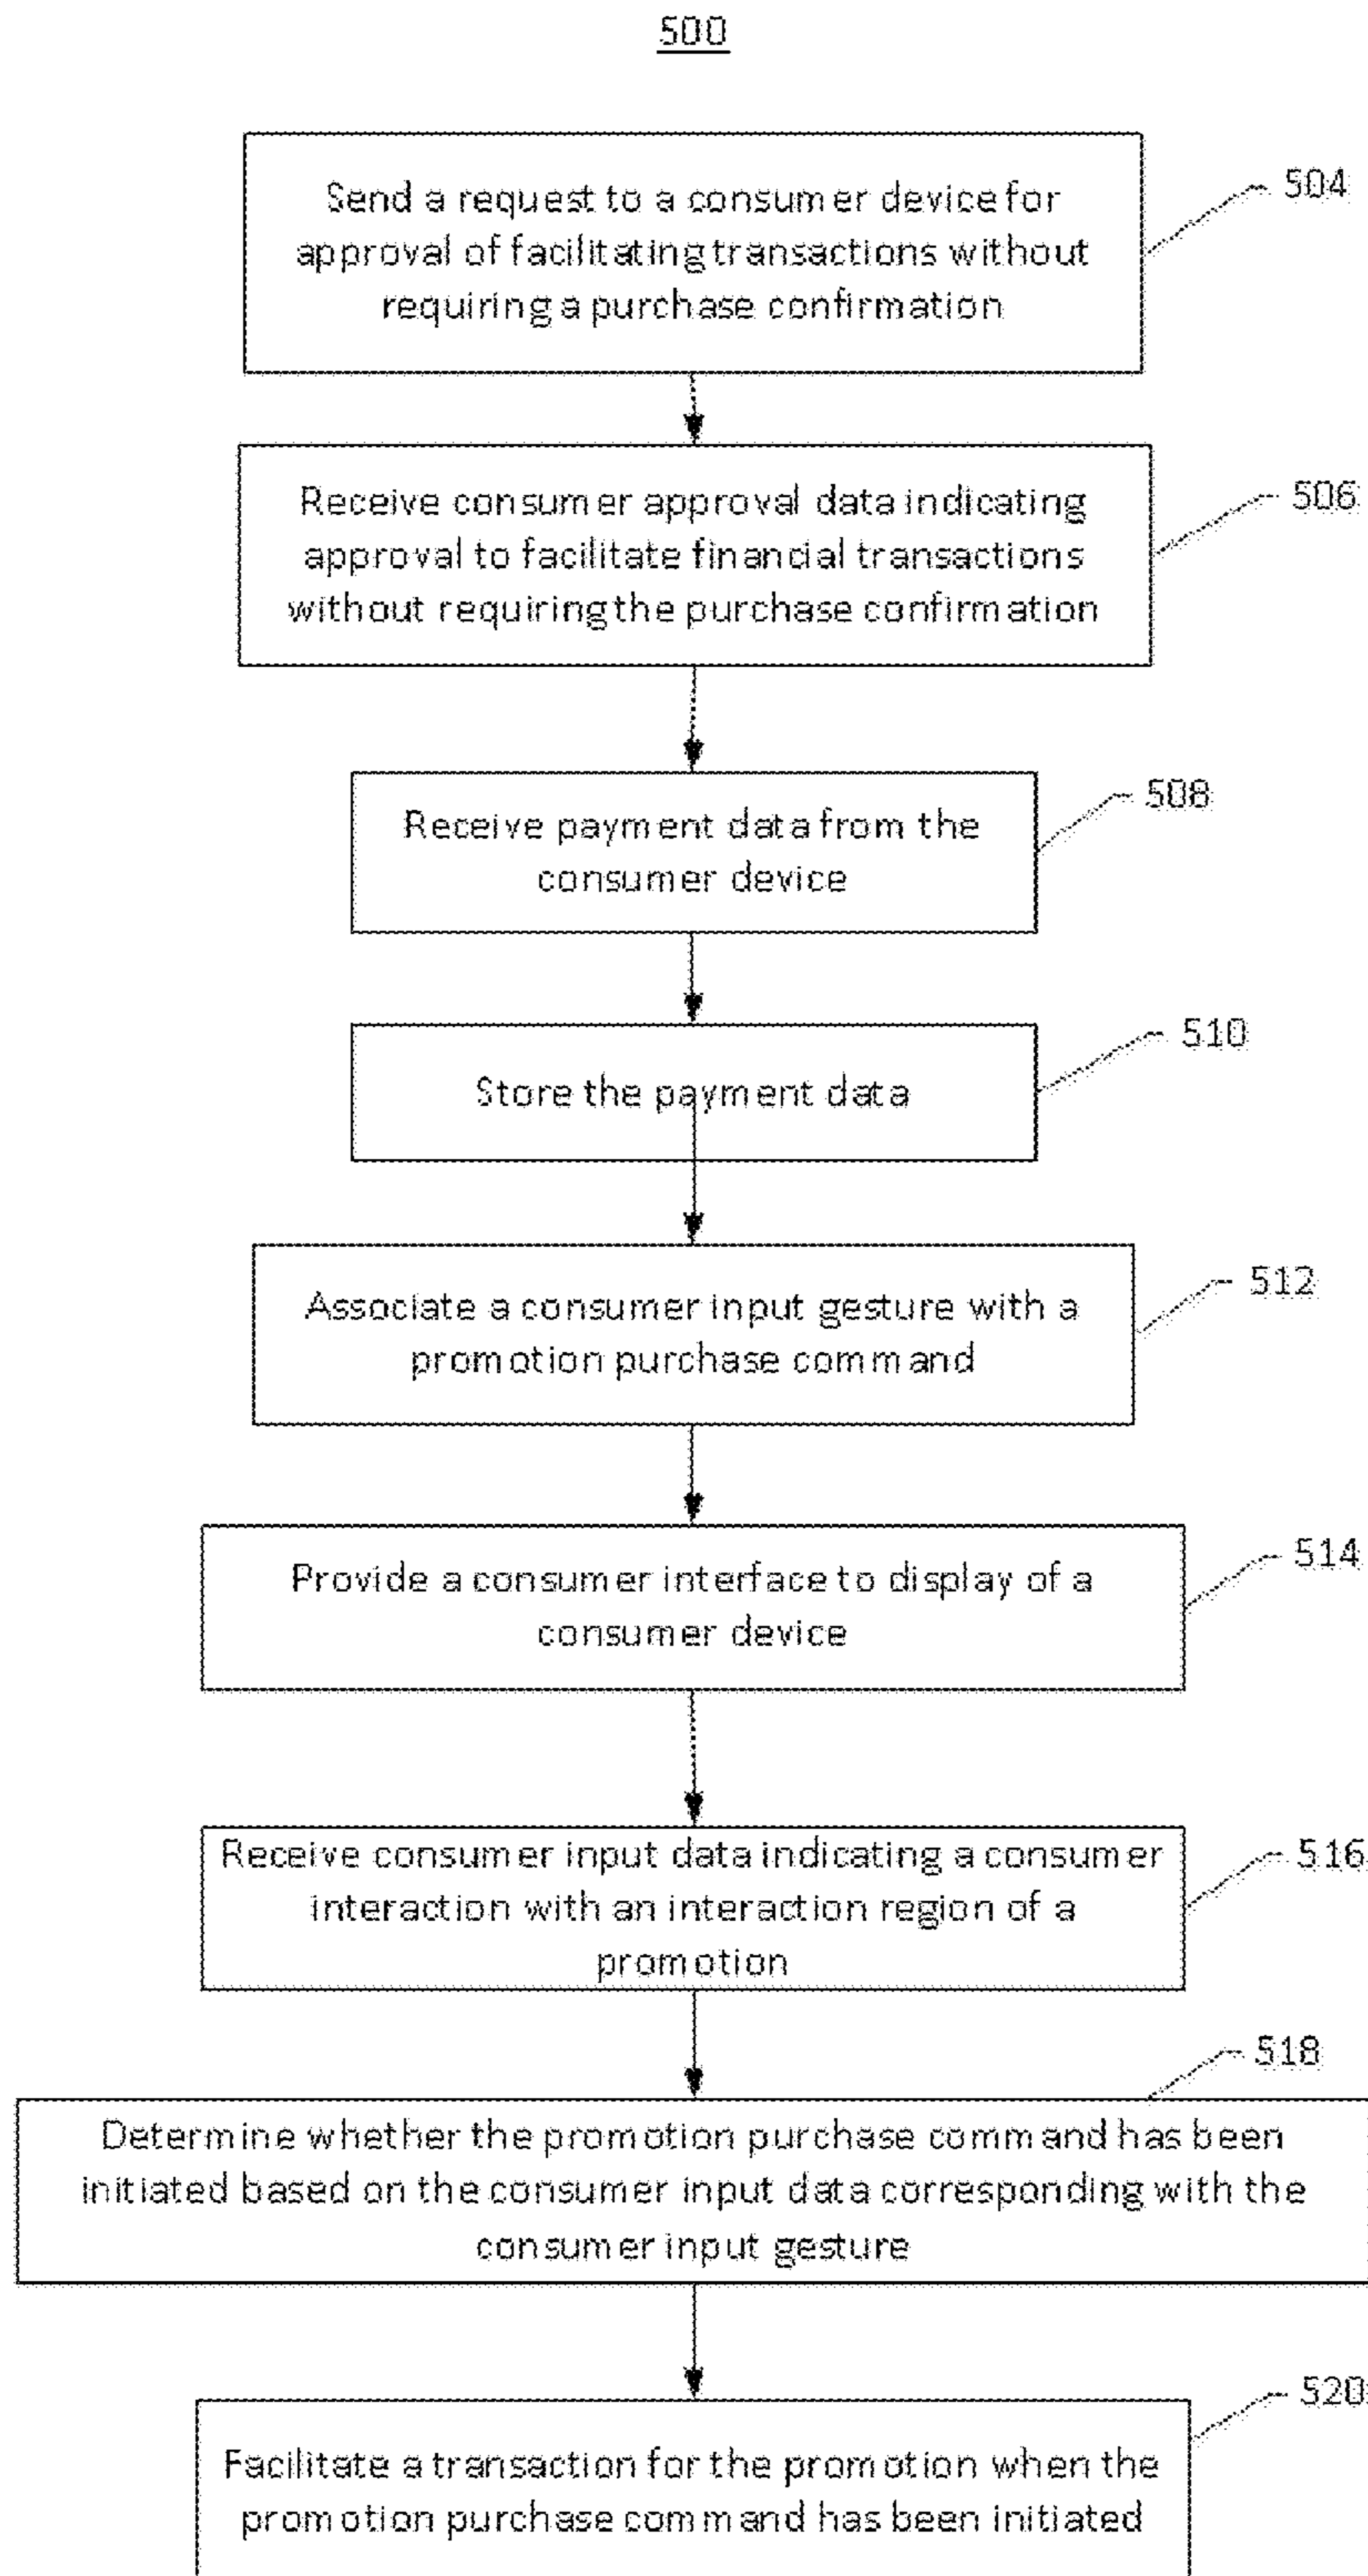 500
Send a request to a consumer device for
approval of facilitating transactions without
requiring a purchase confirmation
504
Receive consumer approval data indicating
approval to facilitate financial transactions
without requiring the purchase confirmation
506
Receive payment data from the
consumer device
508
Store the payment data
510
Associate a consumer input gesture with a
promotion purchase command
512
Provide a consumer interface to display of a
consumer device
514
Receive consumer input data indicating a consumer
interaction with an interaction region of a
promotion
516
518
Determine whether the promotion purchase command has been
initiated based on the consumer input data corresponding with the
consumer input gesture
520
Facilitate a transaction for the promotion when the
promotion purchase command has been initiated